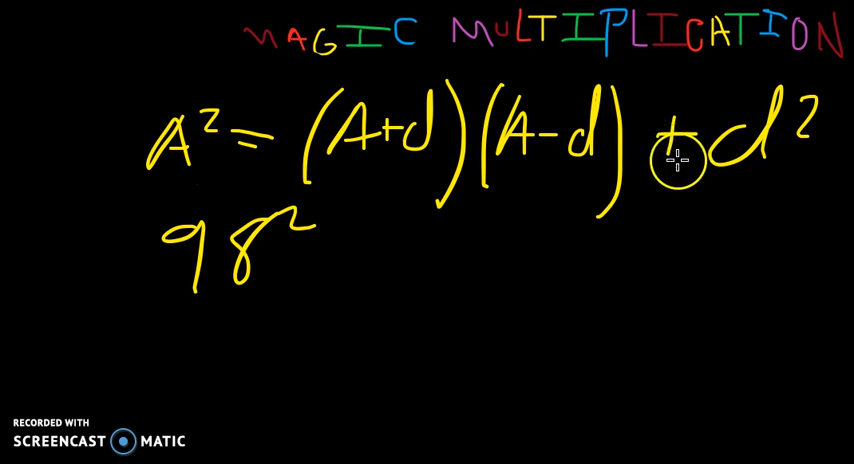 MAGIC MULTIPLICATION
A² = (A+d)(A-d) + d²
98²
RECORDED WITH
SCREENCAST MATIC